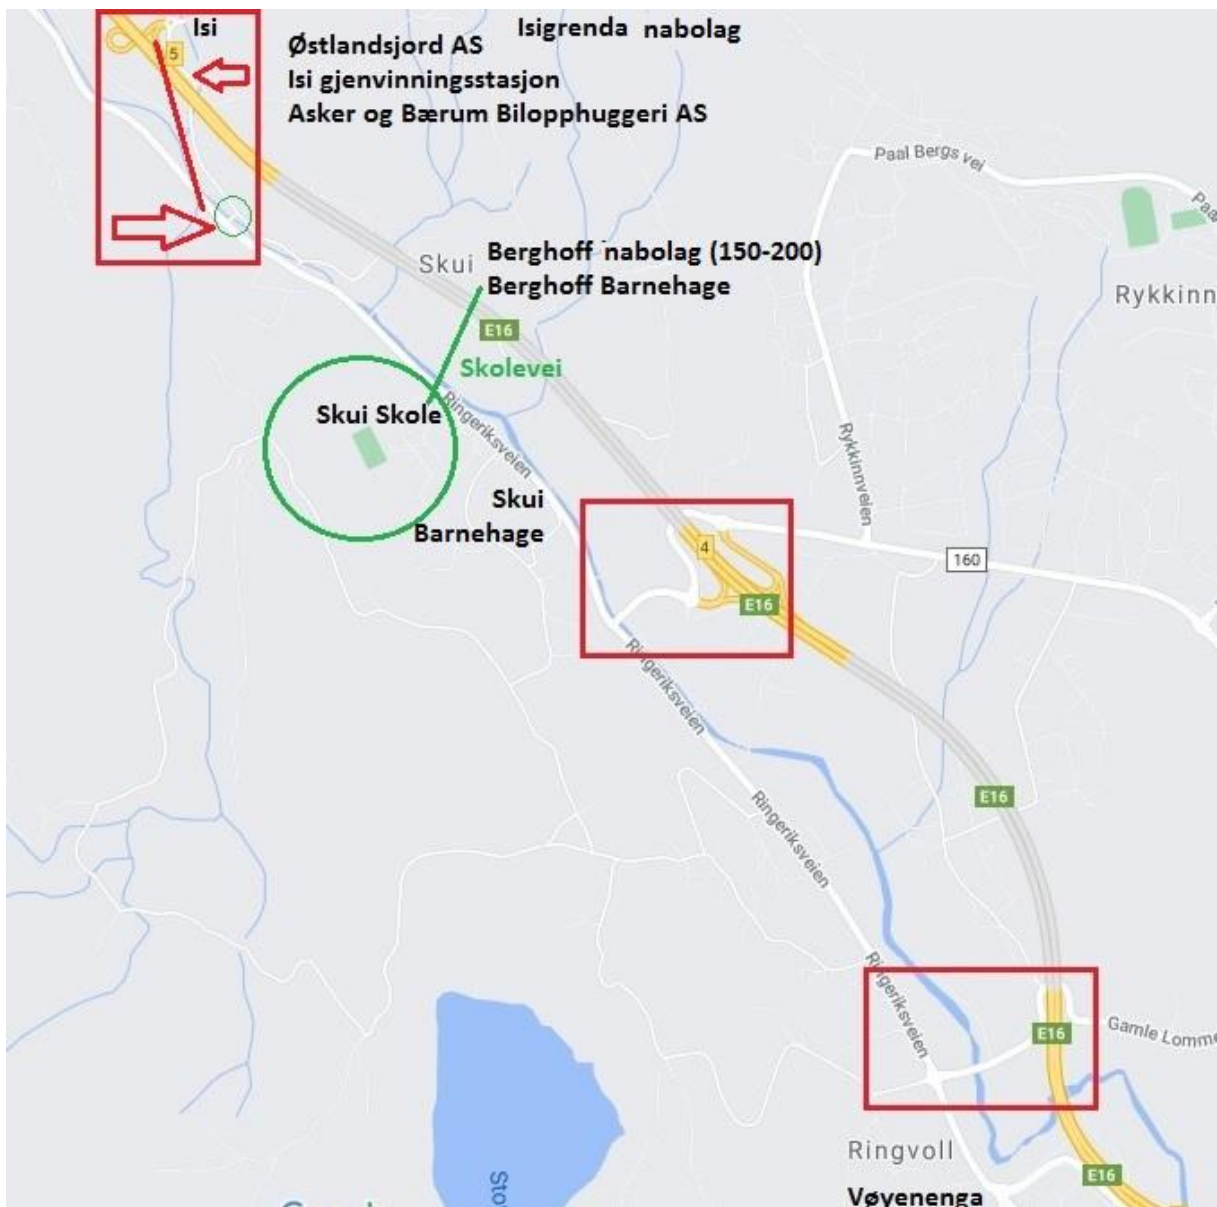 Isi
Isigrenda nabolag
5
Østlandsjord AS
Isi gjenvinningsstasjon
Asker og Bærum Bilopphuggeri AS
Paal Bergs vei
Skui
Berghoff nabolag (150-200)
Berghoff Barnehage
Rykkinn
E16
Skolevei
Skui Skole
Ringeriksveien
Rykkinnveien
Skui
Barnehage
4
160
E16
Ringeriksveien
Ringeriksveien
E16
Ringeriksveien
E16
Gamle Lomme
Ringvoll
E16
Vøyenenga